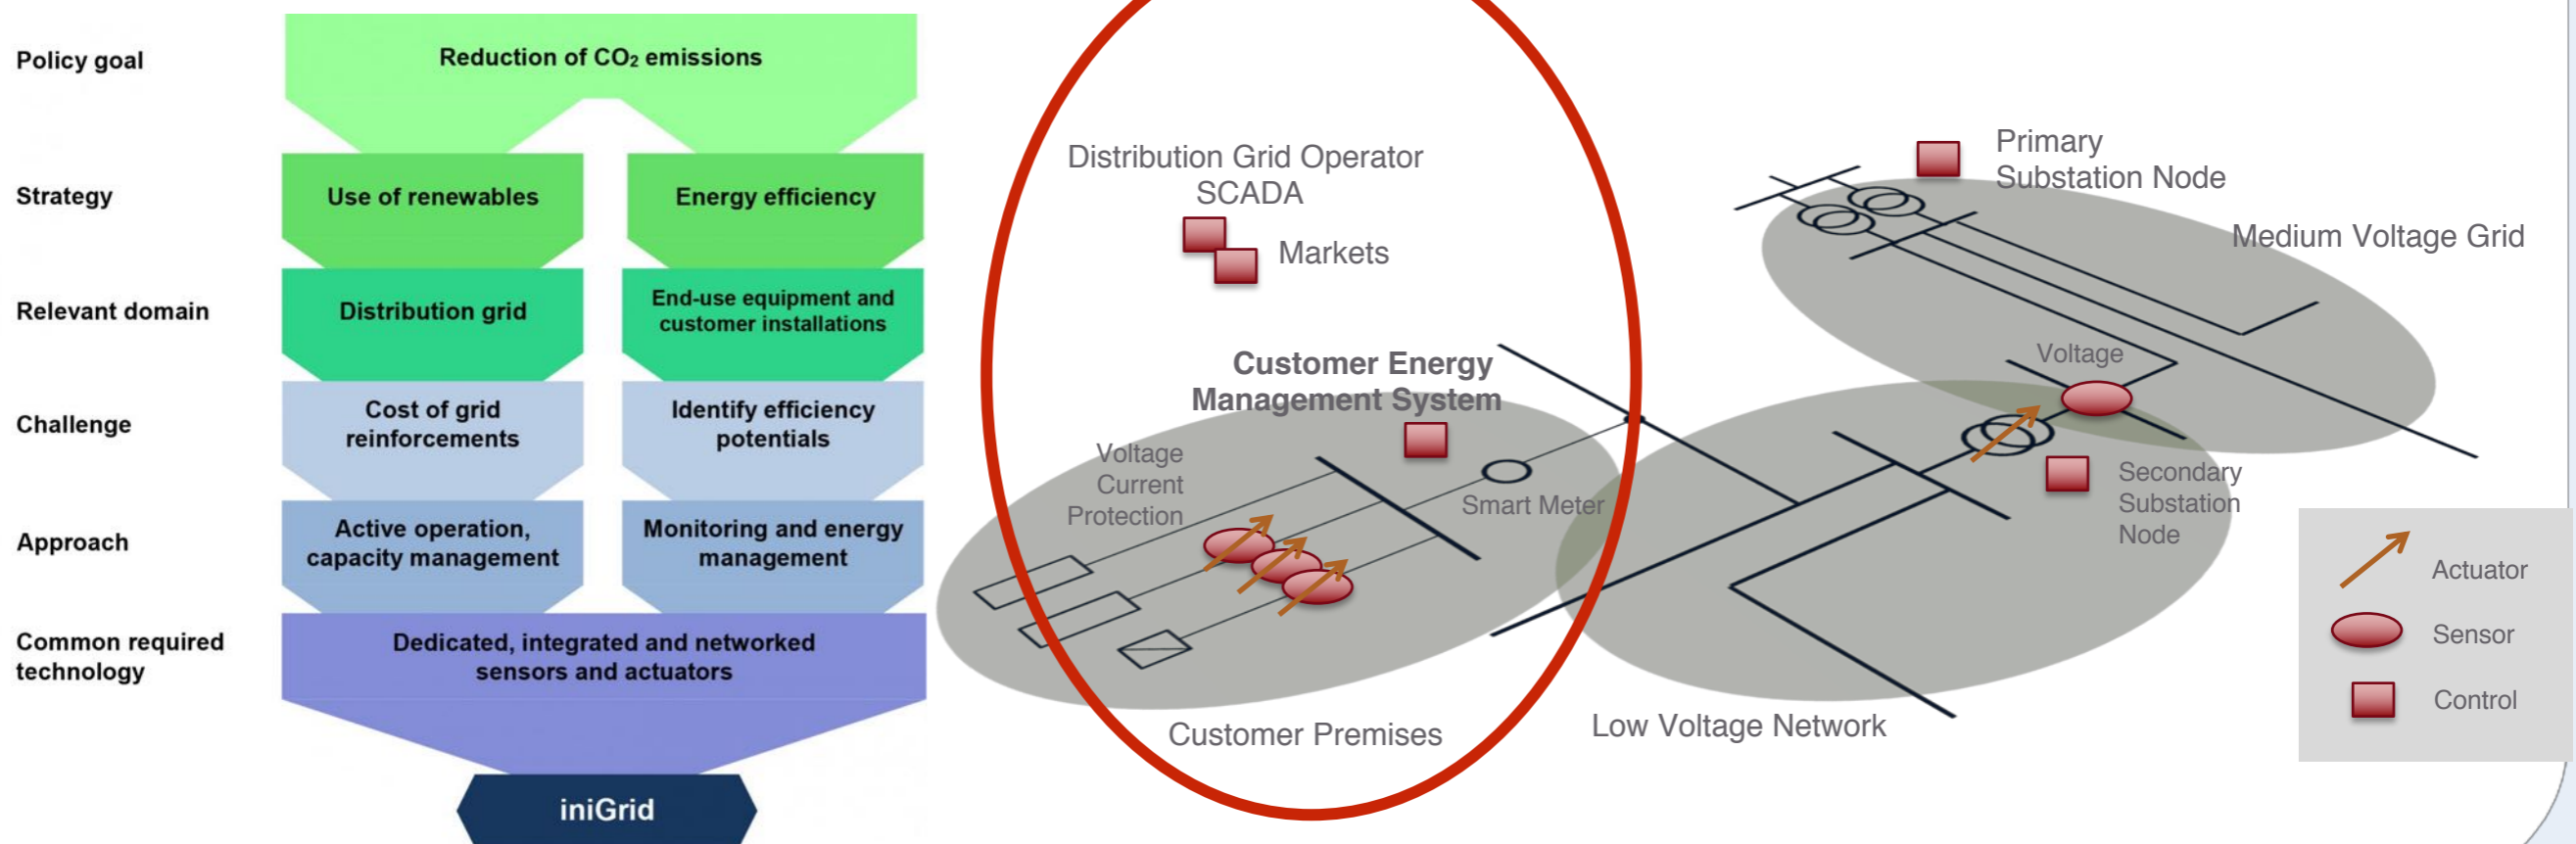 Policy goal
Reduction of CO₂ emissions
Strategy
Use of renewables
Energy efficiency
Relevant domain
Distribution grid
End-use equipment and
customer installations
Challenge
Cost of grid
reinforcements
Identify efficiency
potentials
Approach
Active operation,
capacity management
Monitoring and energy
management
Common required
technology
Dedicated, integrated and networked
sensors and actuators
iniGrid
Distribution Grid Operator
SCADA
Markets
Customer Energy
Management System
Voltage
Current
Protection
Smart Meter
Customer Premises
Primary
Substation Node
Medium Voltage Grid
Voltage
Secondary
Substation
Node
Low Voltage Network
Actuator
Sensor
Control